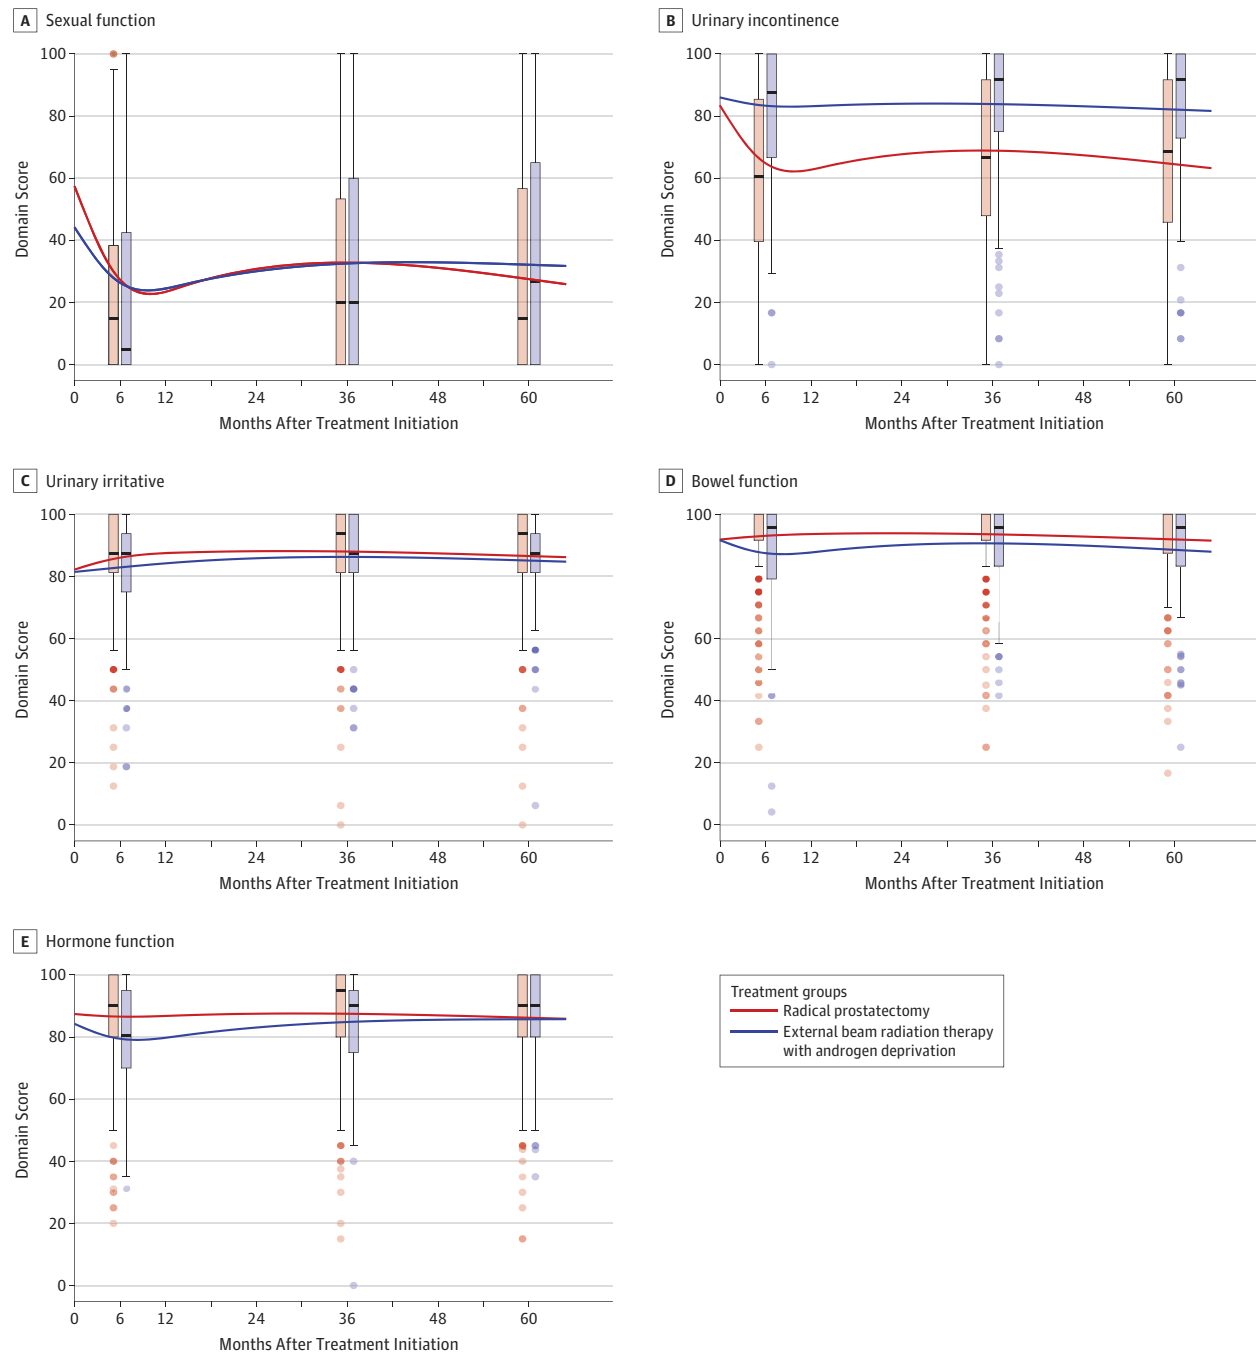 A Sexual function
100
80
60
40
20
0
Domain Score
0 6 12 24 36 48 60
Months After Treatment Initiation
B Urinary incontinence
100
80
60
40
20
0
Domain Score
0 6 12 24 36 48 60
Months After Treatment Initiation
C Urinary irritative
100
80
60
40
20
0
Domain Score
0 6 12 24 36 48 60
Months After Treatment Initiation
D Bowel function
100
80
60
40
20
0
Domain Score
0 6 12 24 36 48 60
Months After Treatment Initiation
E Hormone function
100
80
60
40
20
0
Domain Score
0 6 12 24 36 48 60
Months After Treatment Initiation
Treatment groups
Radical prostatectomy
External beam radiation therapy
with androgen deprivation